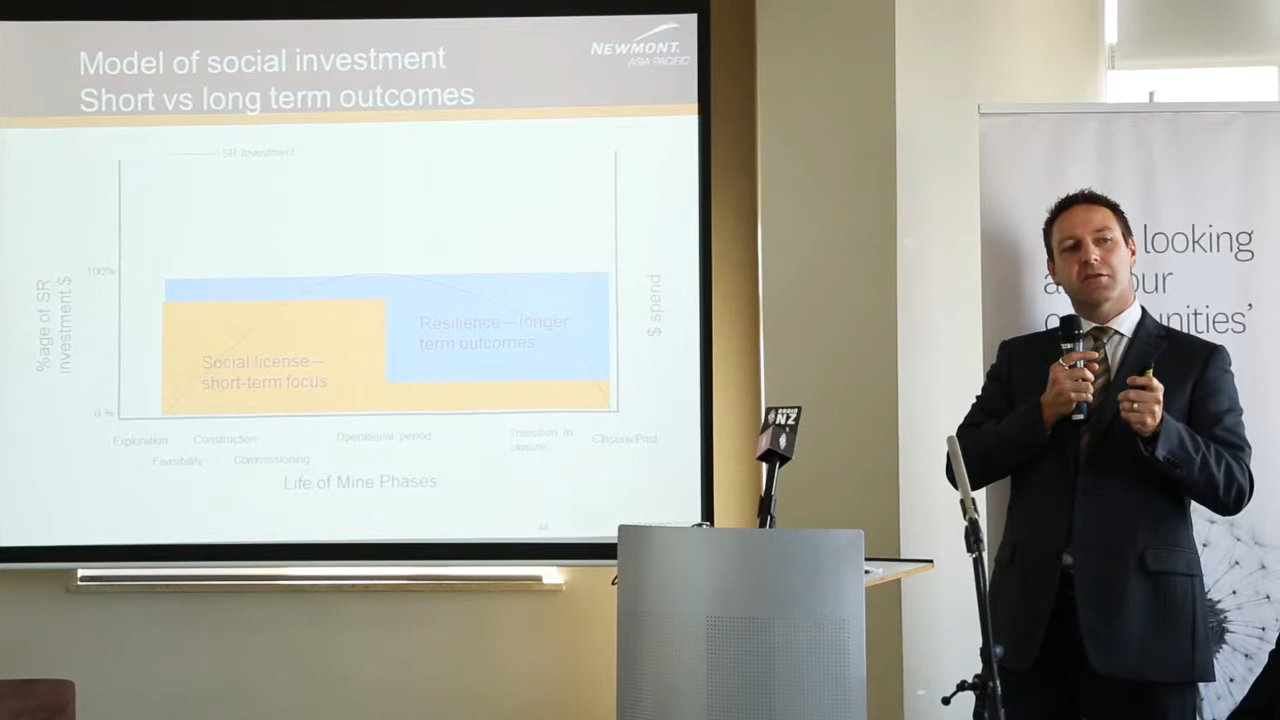 Model of social investment
Short vs long term outcomes
NEWMONT.
ASIA PACIFIC
SR Investment
100%
%age of SR
investment $
$ spend
Resilience – longer
term outcomes
Social license –
short-term focus
0 %
Exploration
Construction
Operational period
Transition to
closure
Closure/Post
Feasibility
Commissioning
Life of Mine Phases
RADIO
NZ
looking
our